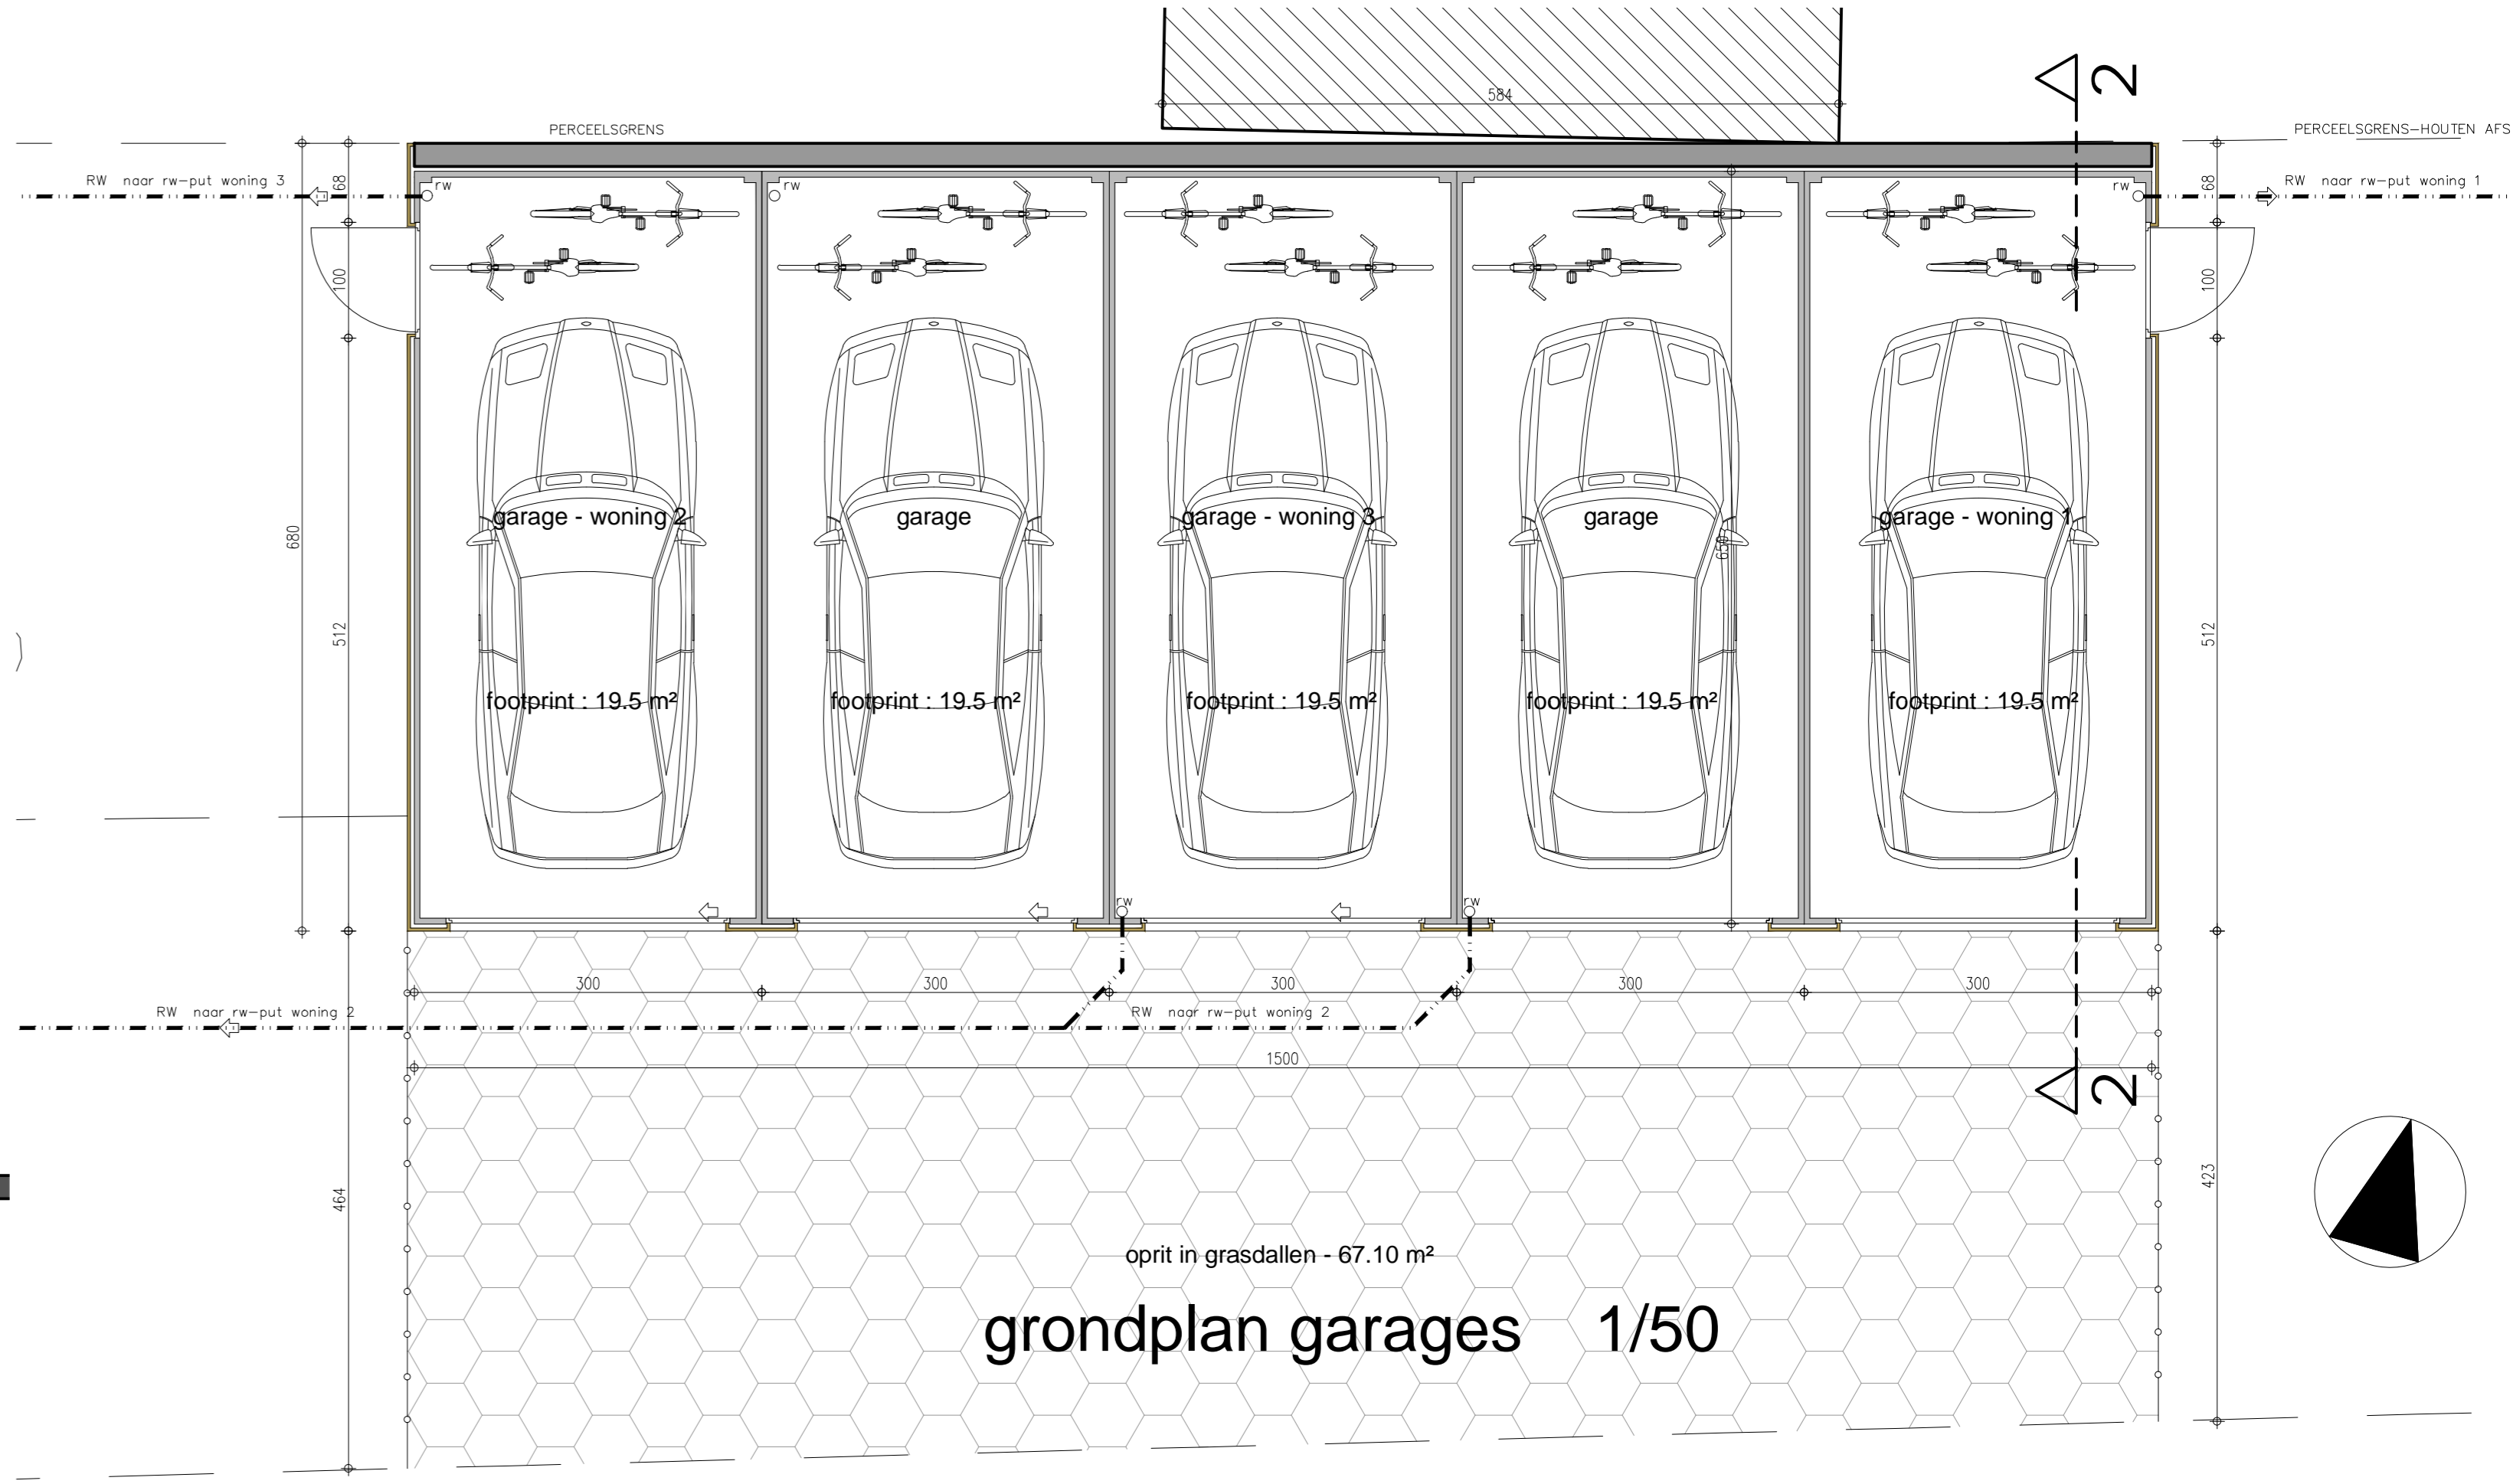 2
584
PERCEELSGRENS
PERCEELSGRENS-HOUTEN AFS
RW naar rw-put woning 3
68
rw
rw
rw
68
RW naar rw-put woning 1
100
100
680
garage - woning 2
garage
garage - woning 3
garage
650
garage - woning 1
512
512
footprint : 19.5 m²
footprint : 19.5 m²
footprint : 19.5 m²
footprint : 19.5 m²
footprint : 19.5 m²
rw
rw
300
300
300
300
300
RW naar rw-put woning 2
RW naar rw-put woning 2
1500
2
464
423
oprit in grasdallen - 67.10 m²
grondplan garages 1/50